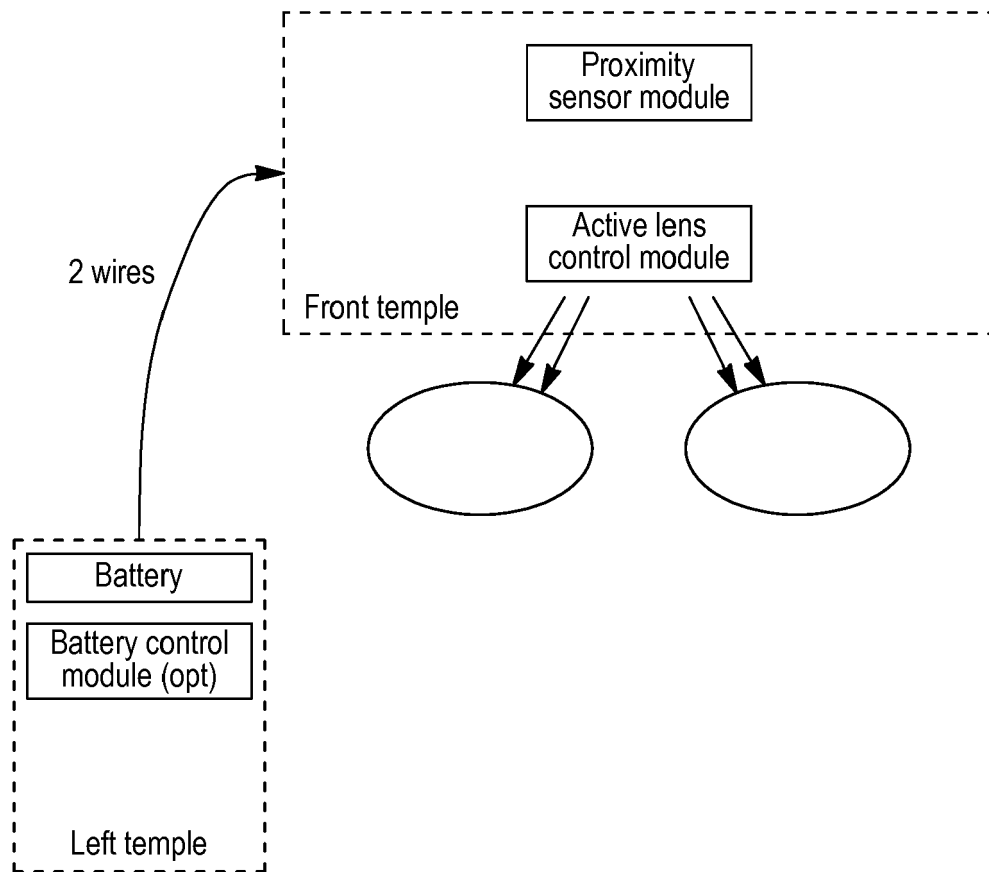 Proximity
sensor module
Active lens
control module
2 wires
Front temple
Battery
Battery control
module (opt)
Left temple